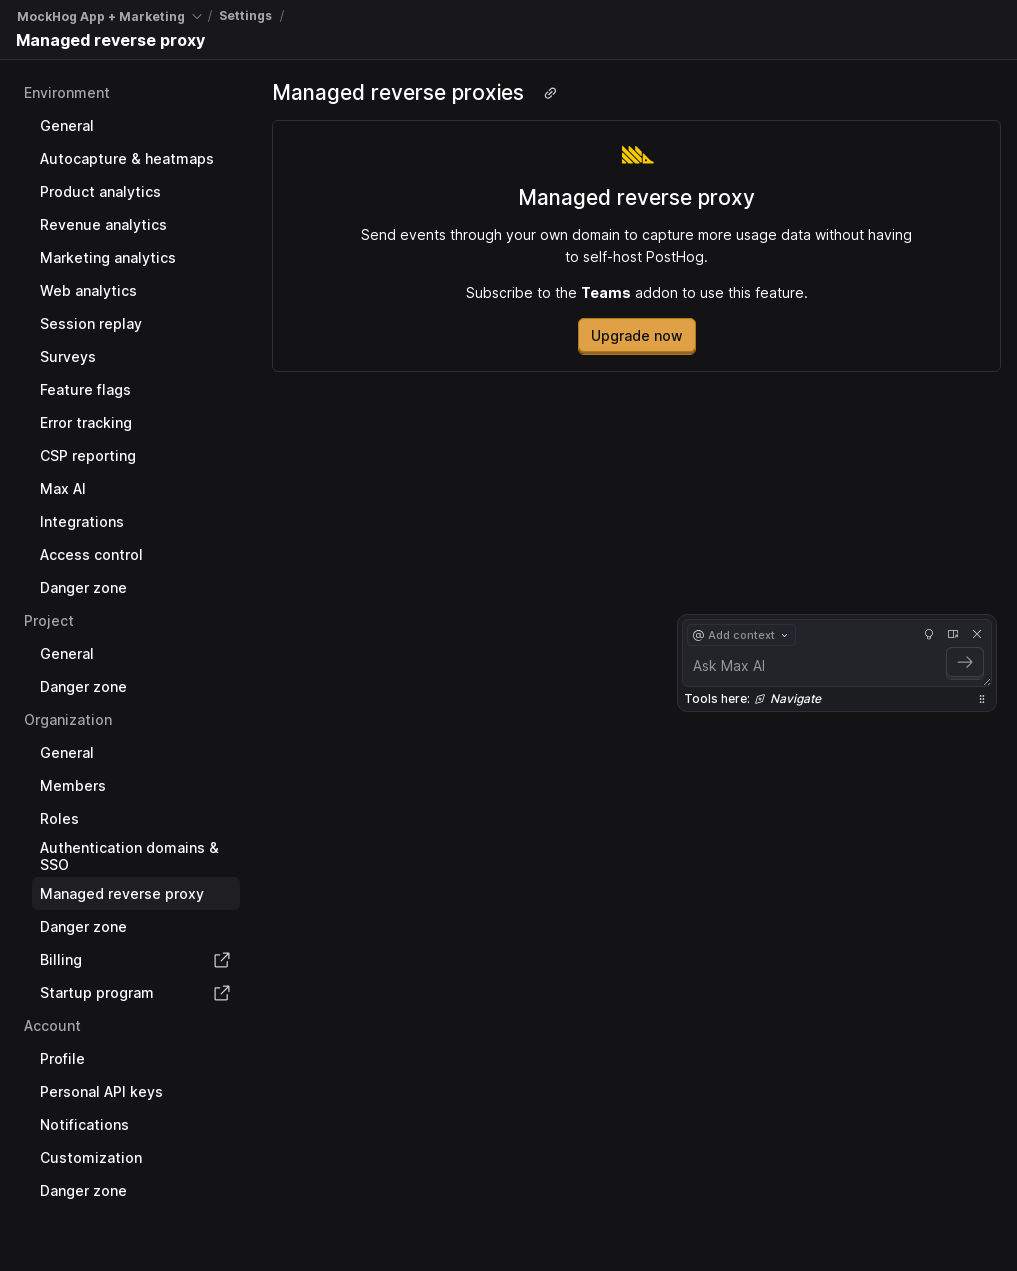 MockHog App + Marketing / Settings /
Managed reverse proxy
Environment
General
Autocapture & heatmaps
Product analytics
Revenue analytics
Marketing analytics
Web analytics
Session replay
Surveys
Feature flags
Error tracking
CSP reporting
Max AI
Integrations
Access control
Danger zone
Project
General
Danger zone
Organization
General
Members
Roles
Authentication domains &
SSO
Managed reverse proxy
Danger zone
Billing
Startup program
Account
Profile
Personal API keys
Notifications
Customization
Danger zone
Managed reverse proxies
Managed reverse proxy
Send events through your own domain to capture more usage data without having
to self-host PostHog.
Subscribe to the Teams addon to use this feature.
Upgrade now
@ Add context
Ask Max AI
Tools here: Navigate